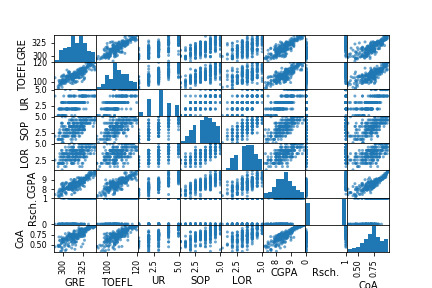 GRE
325
300
TOEFL
120
100
UR
5.0
2.5
SOP
5.0
2.5
LOR
5.0
2.5
CGPA
9
8
Rsch.
1
0
CoA
0.75
0.50
300 325 100 120 2.5 5.0 2.5 5.0 2.5 5.0 8 9 0 1 0.50 0.75
GRE TOEFL UR SOP LOR CGPA Rsch. CoA